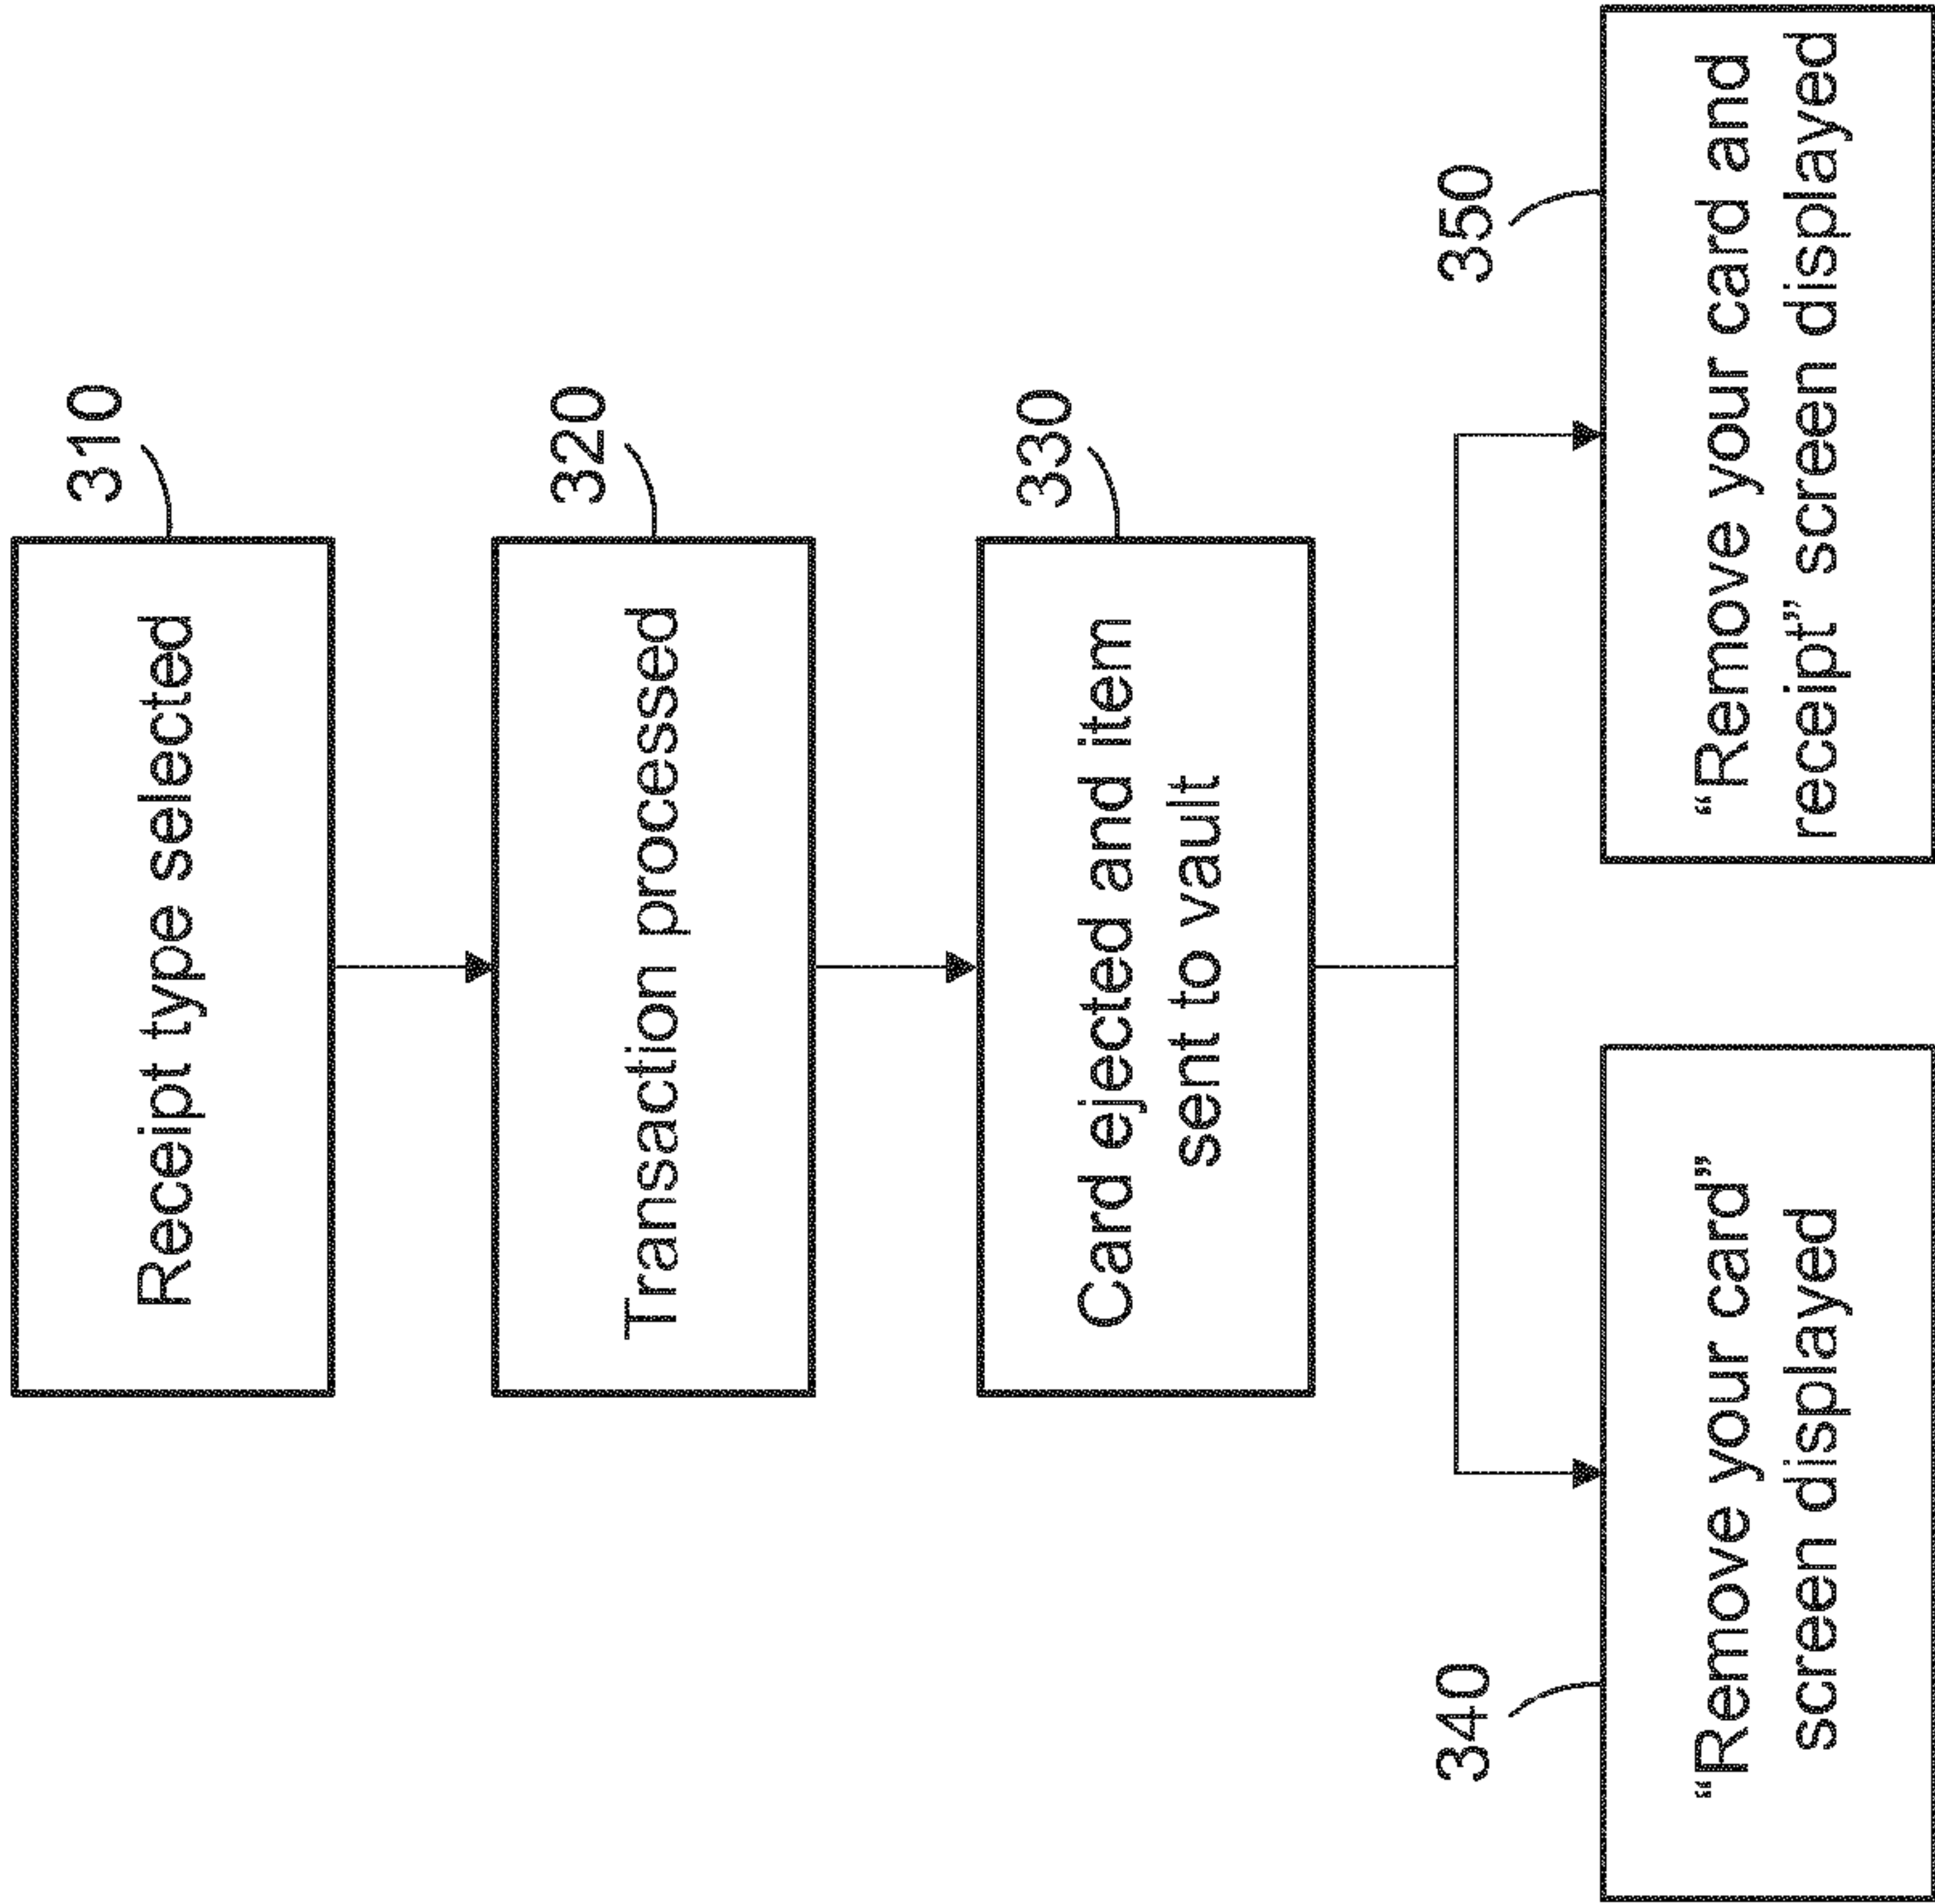 310
Receipt type selected
320
Transaction processed
330
Card ejected and item
sent to vault
340
“Remove your card”
screen displayed
350
“Remove your card and
receipt” screen displayed